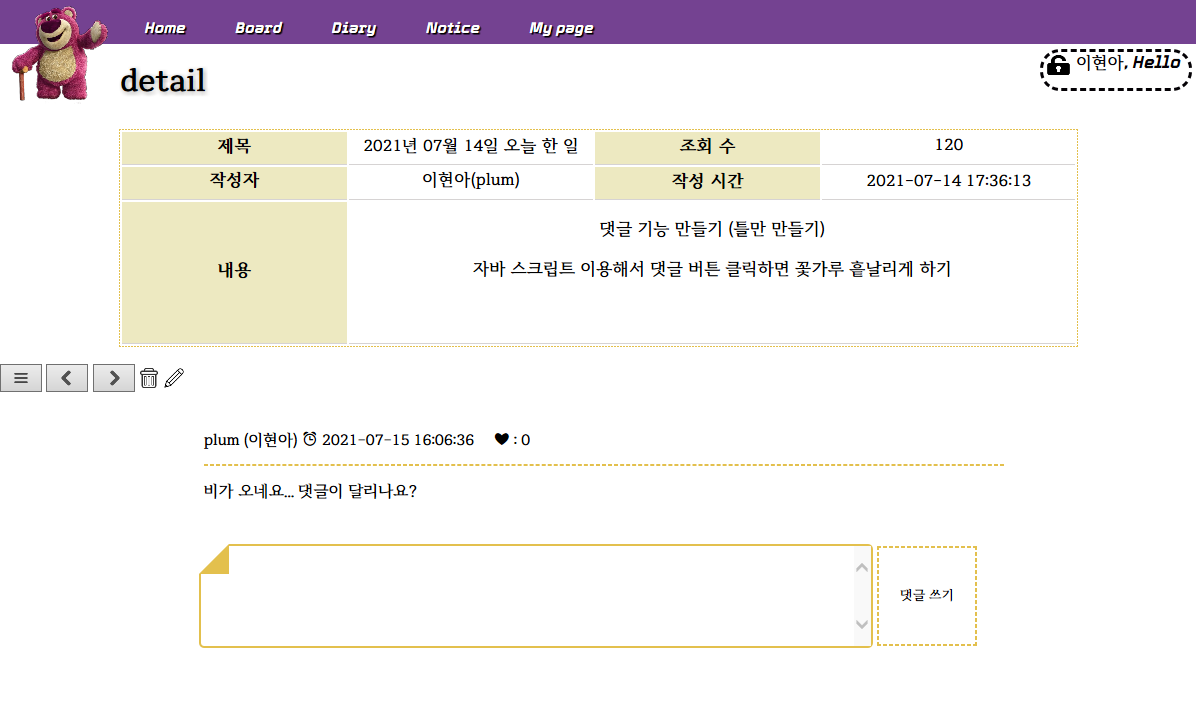 Home Board Diary Notice My page
이현아, Hello
detail
제목 2021년 07월 14일 오늘 한 일 조회 수 120
작성자 이현아(plum) 작성 시간 2021-07-14 17:36:13
내용
댓글 기능 만들기 (틀만 만들기)
자바 스크립트 이용해서 댓글 버튼 클릭하면 꽃가루 흩날리게 하기
plum (이현아) 2021-07-15 16:06:36 : 0
비가 오네요... 댓글이 달리나요?
댓글 쓰기